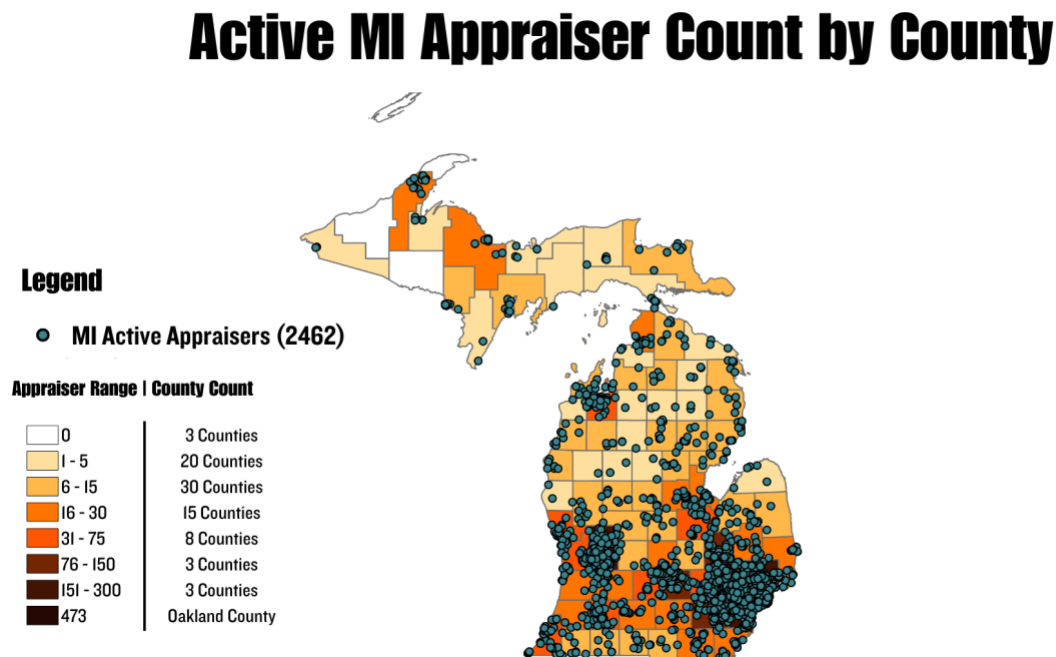 Active MI Appraiser Count by County
Legend
MI Active Appraisers (2462)
Appraiser Range | County Count
0 3 Counties
1 - 5 20 Counties
6 - 15 30 Counties
16 - 30 15 Counties
31 - 75 8 Counties
76 - 150 3 Counties
151 - 300 3 Counties
473 Oakland County